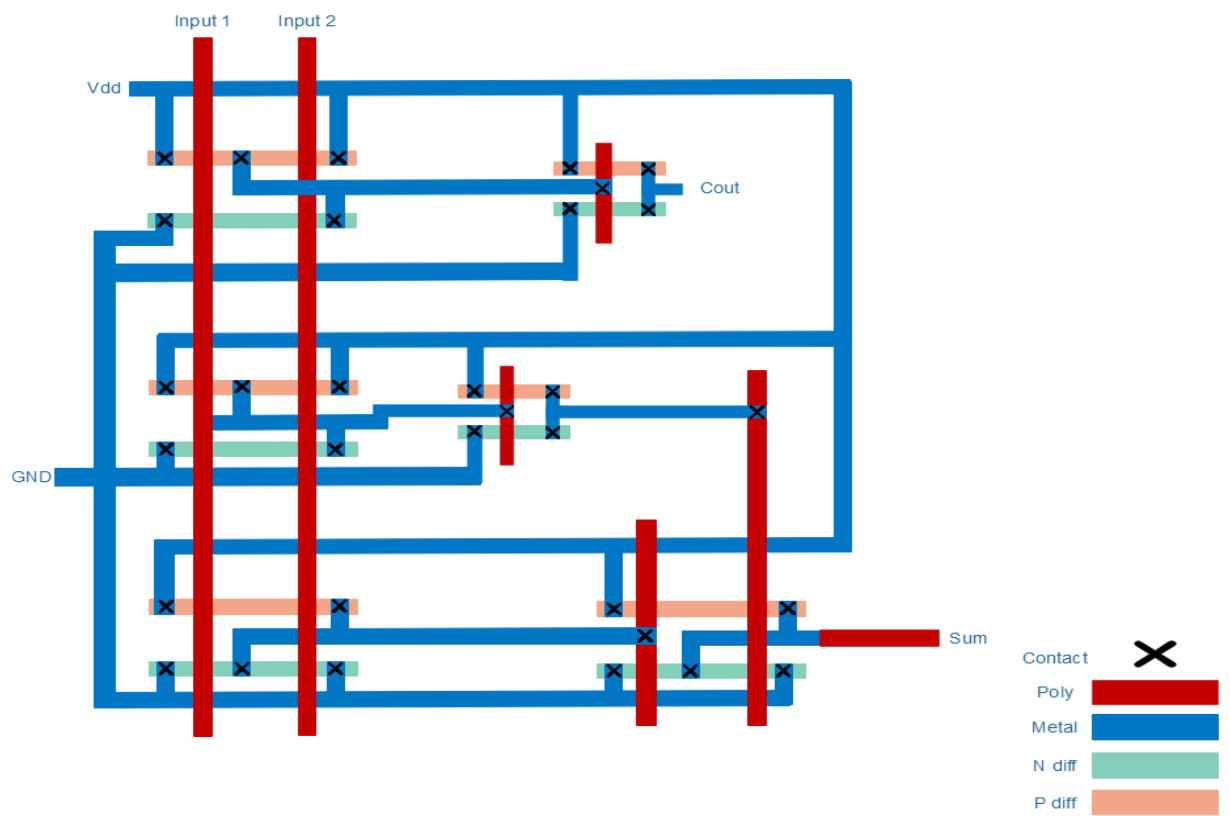 Input 1
Input 2
Vdd
Cout
GND
Sum
Contact
Poly
Metal
N diff
P diff